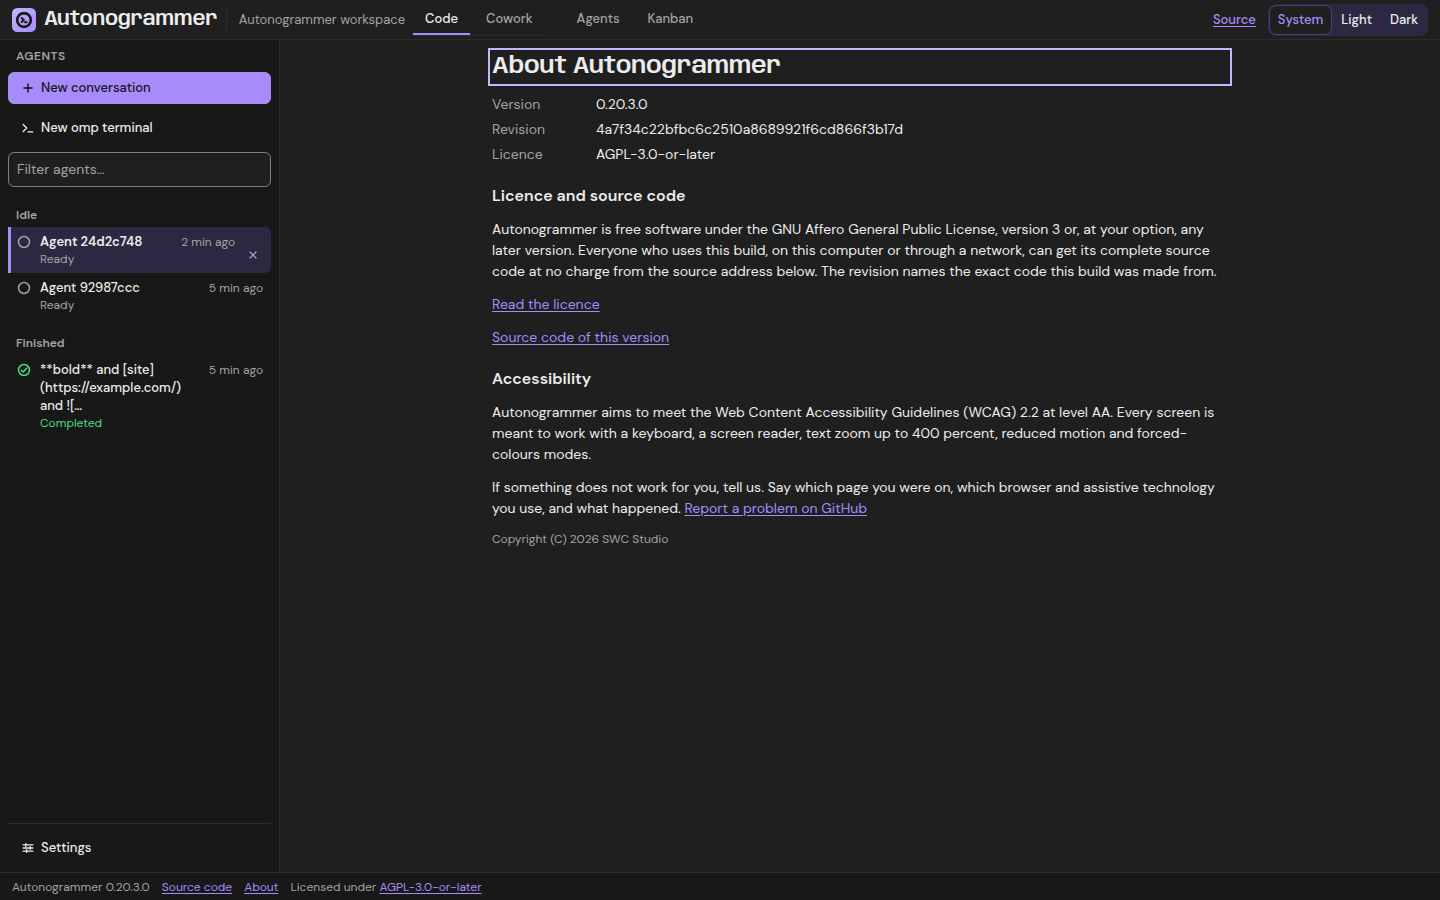 Autonogrammer
Autonogrammer workspace
Code
Cowork
Agents
Kanban
Source
System
Light
Dark
AGENTS
New conversation
New omp terminal
Filter agents…
Idle
Agent 24d2c748
2 min ago
Ready
Agent 92987ccc
5 min ago
Ready
Finished
**bold** and [site]
5 min ago
(https://example.com/)
and ![…
Completed
Settings
About Autonogrammer
Version 0.20.3.0
Revision 4a7f34c22bfbc6c2510a8689921f6cd866f3b17d
Licence AGPL-3.0-or-later
Licence and source code
Autonogrammer is free software under the GNU Affero General Public License, version 3 or, at your option, any
later version. Everyone who uses this build, on this computer or through a network, can get its complete source
code at no charge from the source address below. The revision names the exact code this build was made from.
Read the licence
Source code of this version
Accessibility
Autonogrammer aims to meet the Web Content Accessibility Guidelines (WCAG) 2.2 at level AA. Every screen is
meant to work with a keyboard, a screen reader, text zoom up to 400 percent, reduced motion and forced-
colours modes.
If something does not work for you, tell us. Say which page you were on, which browser and assistive technology
you use, and what happened. Report a problem on GitHub
Copyright (C) 2026 SWC Studio
Autonogrammer 0.20.3.0
Source code
About
Licensed under AGPL-3.0-or-later